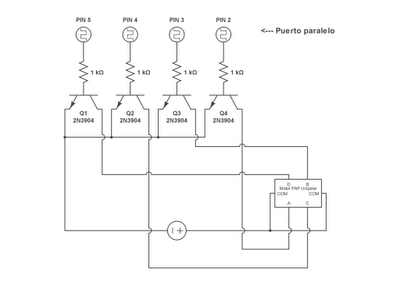 PIN 5 PIN 4 PIN 3 PIN 2
<--- Puerto paralelo
1 kΩ 1 kΩ 1 kΩ 1 kΩ
Q1 Q2 Q3 Q4
2N3904 2N3904 2N3904 2N3904
D B
Motor PAP Unipolar
COM COM
A C